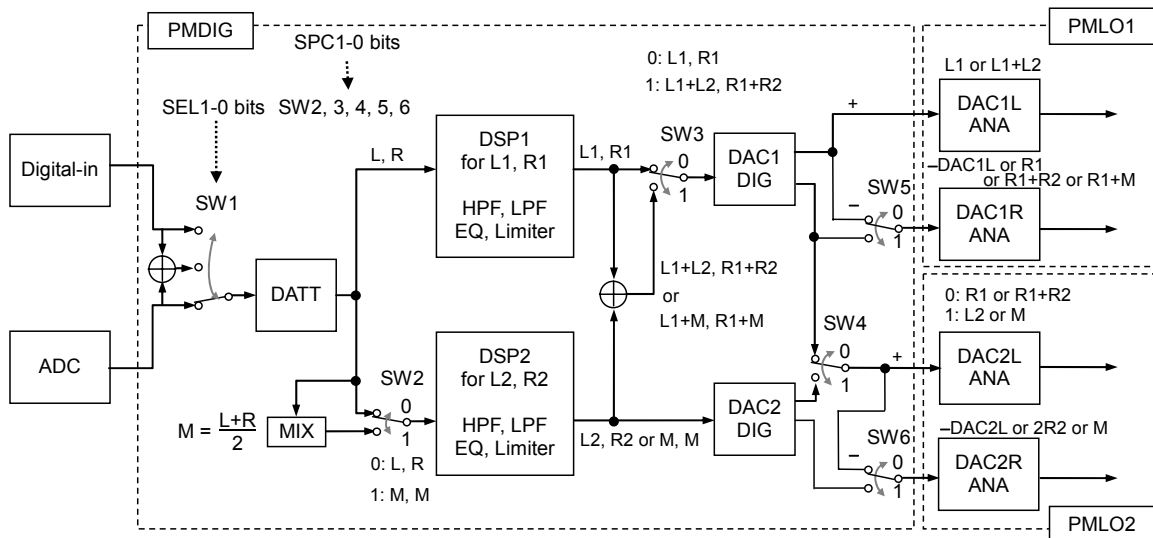 PMDIG
SPC1-0 bits
SEL1-0 bits
SW2, 3, 4, 5, 6
0: L1, R1
1: L1+L2, R1+R2
PMLO1
L1 or L1+L2
+
DAC1L
ANA
Digital-in
SW1
L, R
DSP1
for L1, R1
HPF, LPF
EQ, Limiter
L1, R1
SW3
0
1
DAC1
DIG
–DAC1L or R1
or R1+R2 or R1+M
SW5
–
0
1
DAC1R
ANA
DATT
L1+L2, R1+R2
or
L1+M, R1+M
0: R1 or R1+R2
1: L2 or M
ADC
SW4
0
1
+
DAC2L
ANA
DSP2
for L2, R2
HPF, LPF
EQ, Limiter
SW2
0
1
M = L+R
2
MIX
0: L, R
1: M, M
L2, R2 or M, M
DAC2
DIG
SW6
–
0
1
–DAC2L or 2R2 or M
DAC2R
ANA
PMLO2